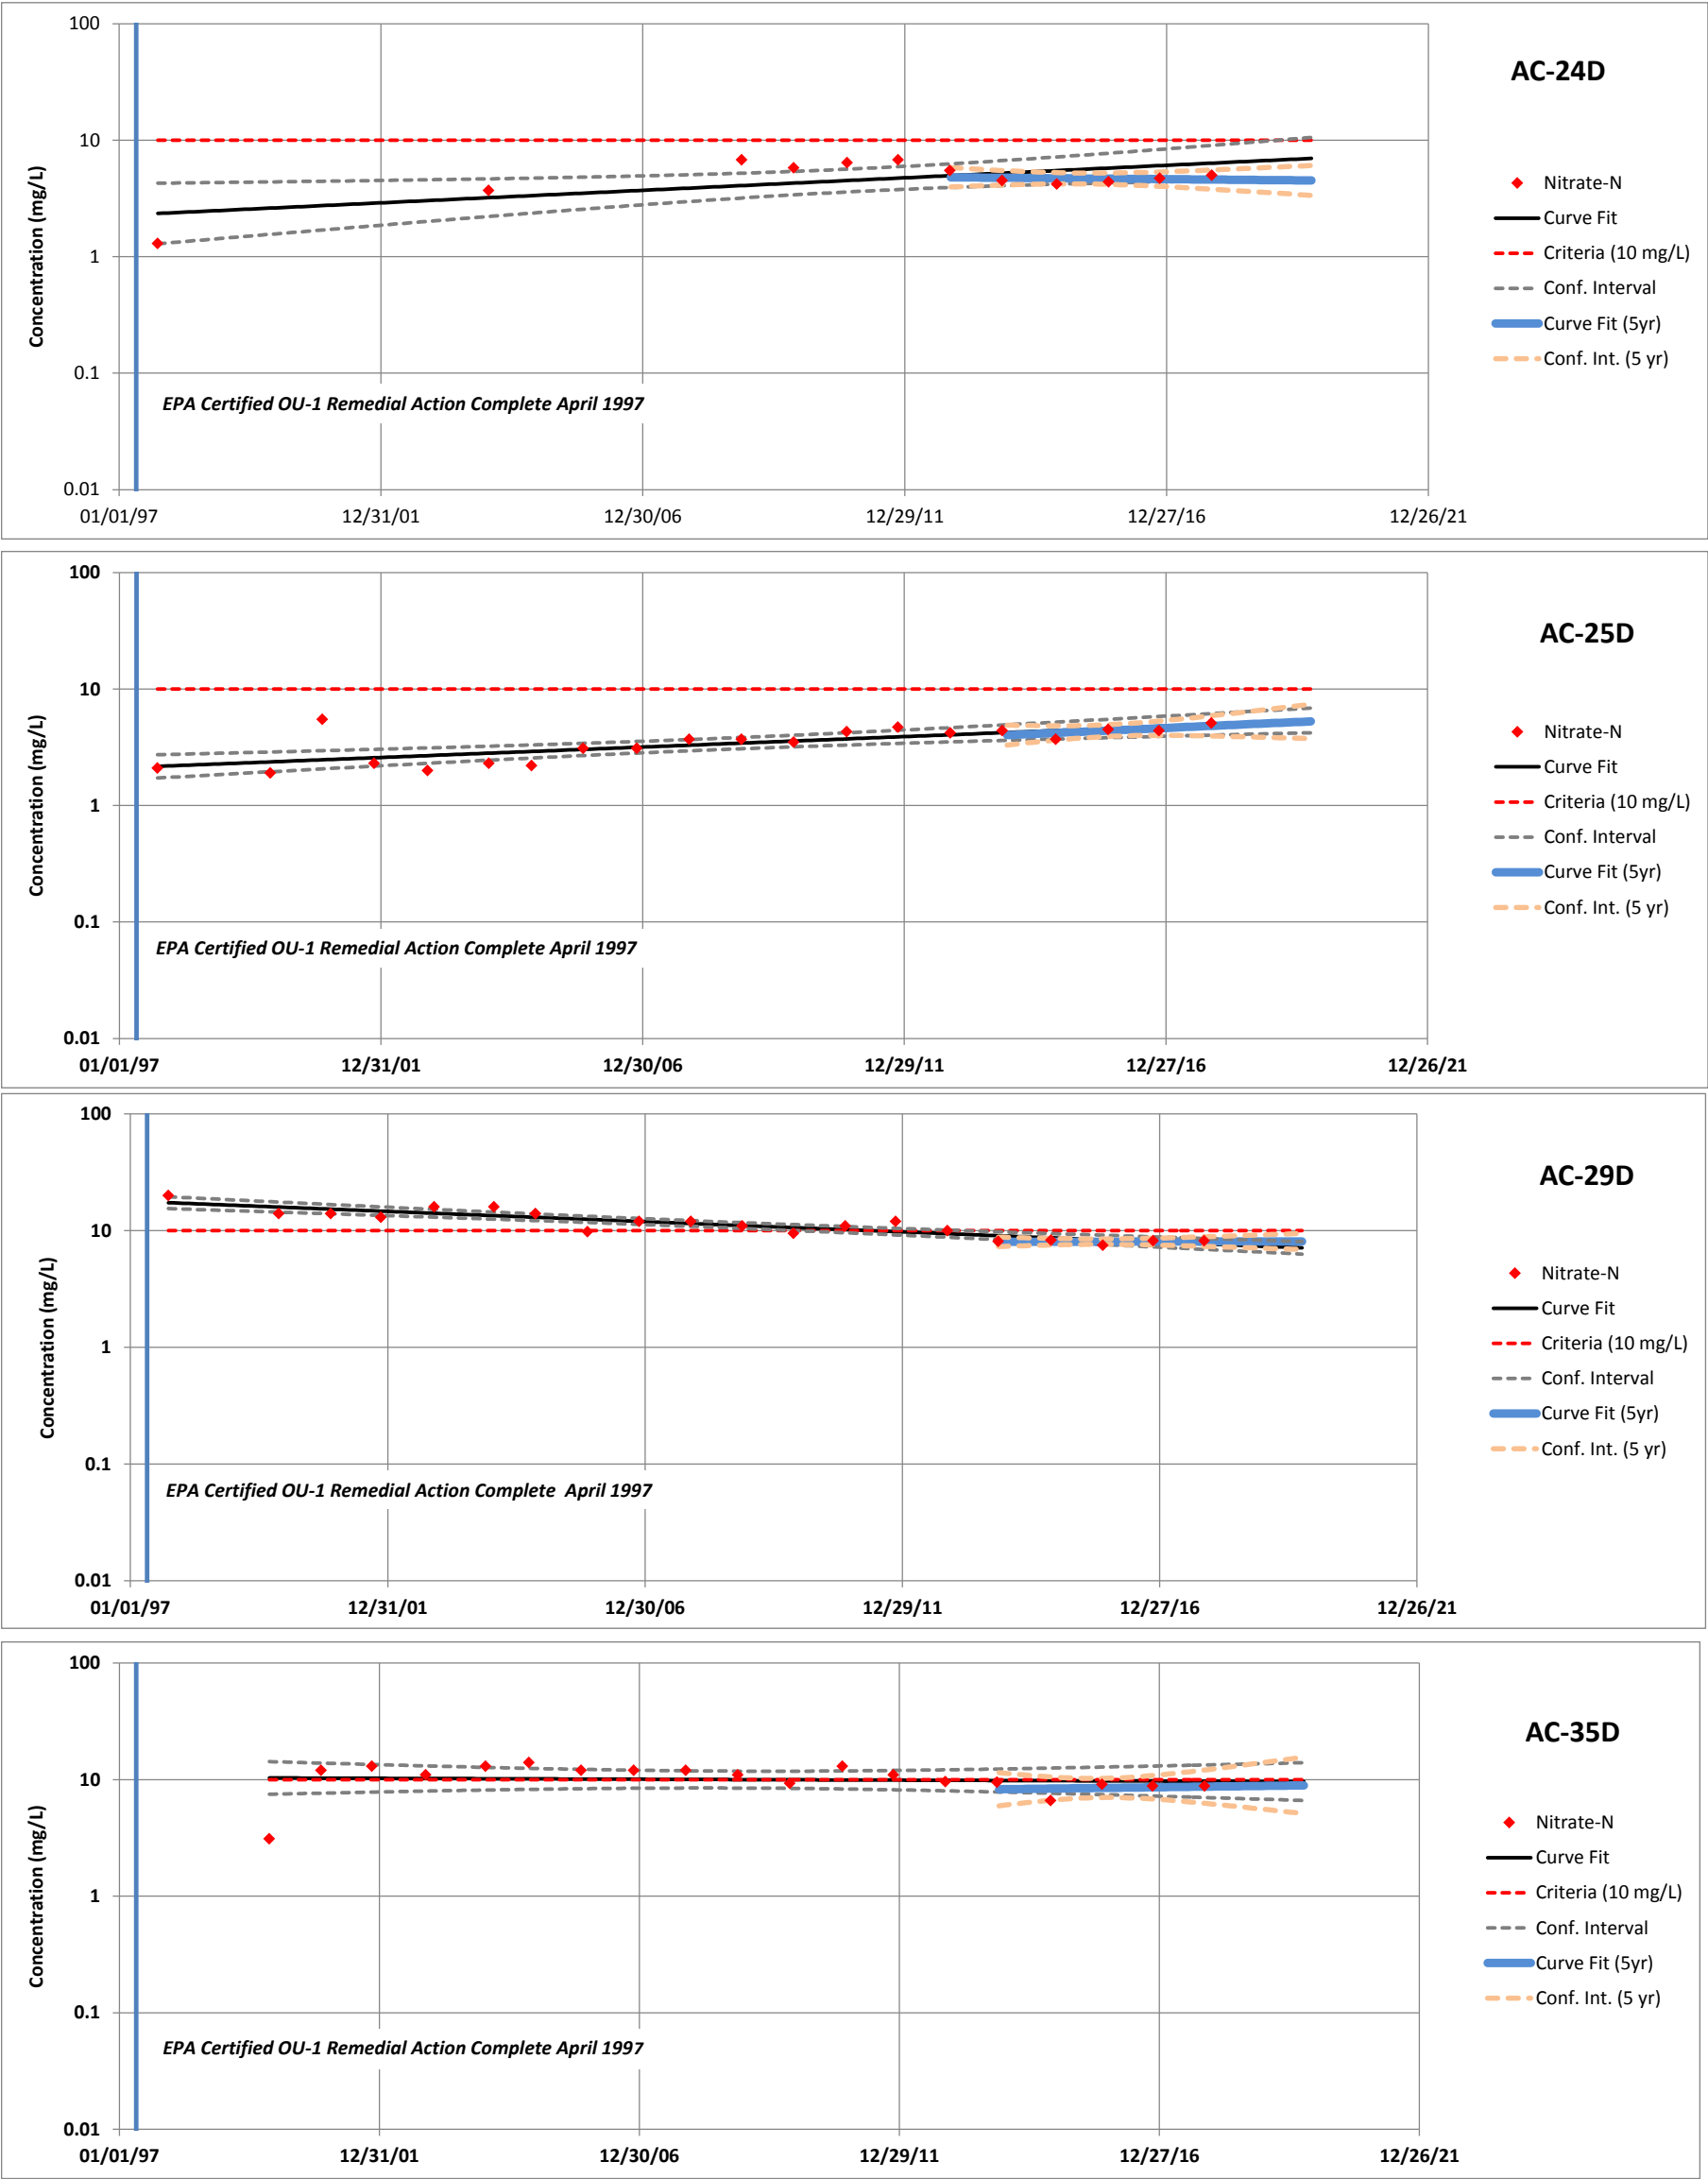 AC-24D
Concentration (mg/L)
100
10
1
0.1
0.01
01/01/97 12/31/01 12/30/06 12/29/11 12/27/16 12/26/21
EPA Certified OU-1 Remedial Action Complete April 1997
Nitrate-N
Curve Fit
Criteria (10 mg/L)
Conf. Interval
Curve Fit (5yr)
Conf. Int. (5 yr)
AC-25D
Concentration (mg/L)
100
10
1
0.1
0.01
01/01/97 12/31/01 12/30/06 12/29/11 12/27/16 12/26/21
EPA Certified OU-1 Remedial Action Complete April 1997
Nitrate-N
Curve Fit
Criteria (10 mg/L)
Conf. Interval
Curve Fit (5yr)
Conf. Int. (5 yr)
AC-29D
Concentration (mg/L)
100
10
1
0.1
0.01
01/01/97 12/31/01 12/30/06 12/29/11 12/27/16 12/26/21
EPA Certified OU-1 Remedial Action Complete April 1997
Nitrate-N
Curve Fit
Criteria (10 mg/L)
Conf. Interval
Curve Fit (5yr)
Conf. Int. (5 yr)
AC-35D
Concentration (mg/L)
100
10
1
0.1
0.01
01/01/97 12/31/01 12/30/06 12/29/11 12/27/16 12/26/21
EPA Certified OU-1 Remedial Action Complete April 1997
Nitrate-N
Curve Fit
Criteria (10 mg/L)
Conf. Interval
Curve Fit (5yr)
Conf. Int. (5 yr)